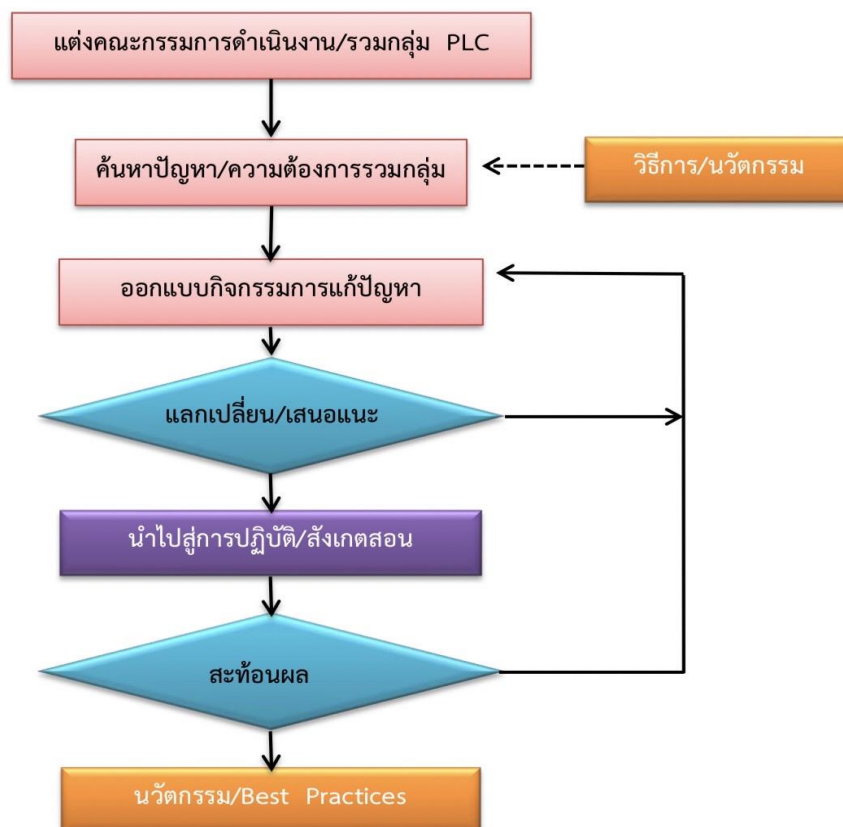 แต่งคณะกรรมการดำเนินงาน/รวมกลุ่ม PLC
ค้นหาปัญหา/ความต้องการรวมกลุ่ม
วิธีการ/นวัตกรรม
ออกแบบกิจกรรมการแก้ปัญหา
แลกเปลี่ยน/เสนอแนะ
นำไปสู่การปฏิบัติ/สังเกตสอน
สะท้อนผล
นวัตกรรม/Best Practices